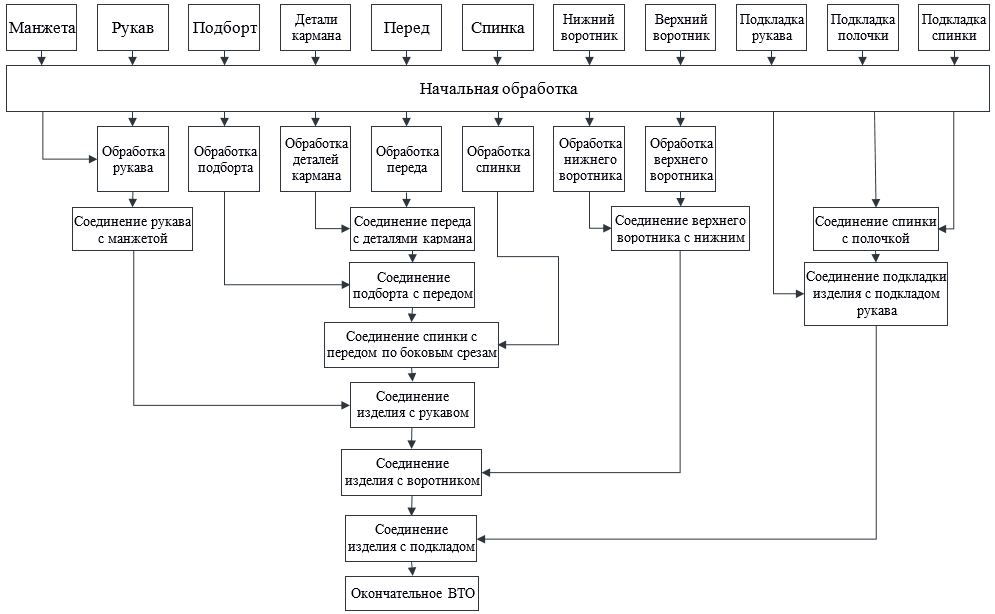 Манжета
Рукав
Подборт
Детали
кармана
Перед
Спинка
Нижний
воротник
Верхний
воротник
Подкладка
рукава
Подкладка
полочки
Подкладка
спинки
Начальная обработка
Обработка
рукава
Обработка
подборта
Обработка
деталей
кармана
Обработка
переда
Обработка
спинки
Обработка
нижнего
воротника
Обработка
верхнего
воротника
Соединение рукава
с манжетой
Соединение переда
с деталями кармана
Соединение верхнего
воротника с нижним
Соединение спинки
с полочкой
Соединение
подборта с передом
Соединение подкладки
изделия с подкладом
рукава
Соединение спинки с
передом по боковым срезам
Соединение
изделия с рукавом
Соединение
изделия с воротником
Соединение
изделия с подкладом
Окончательное ВТО